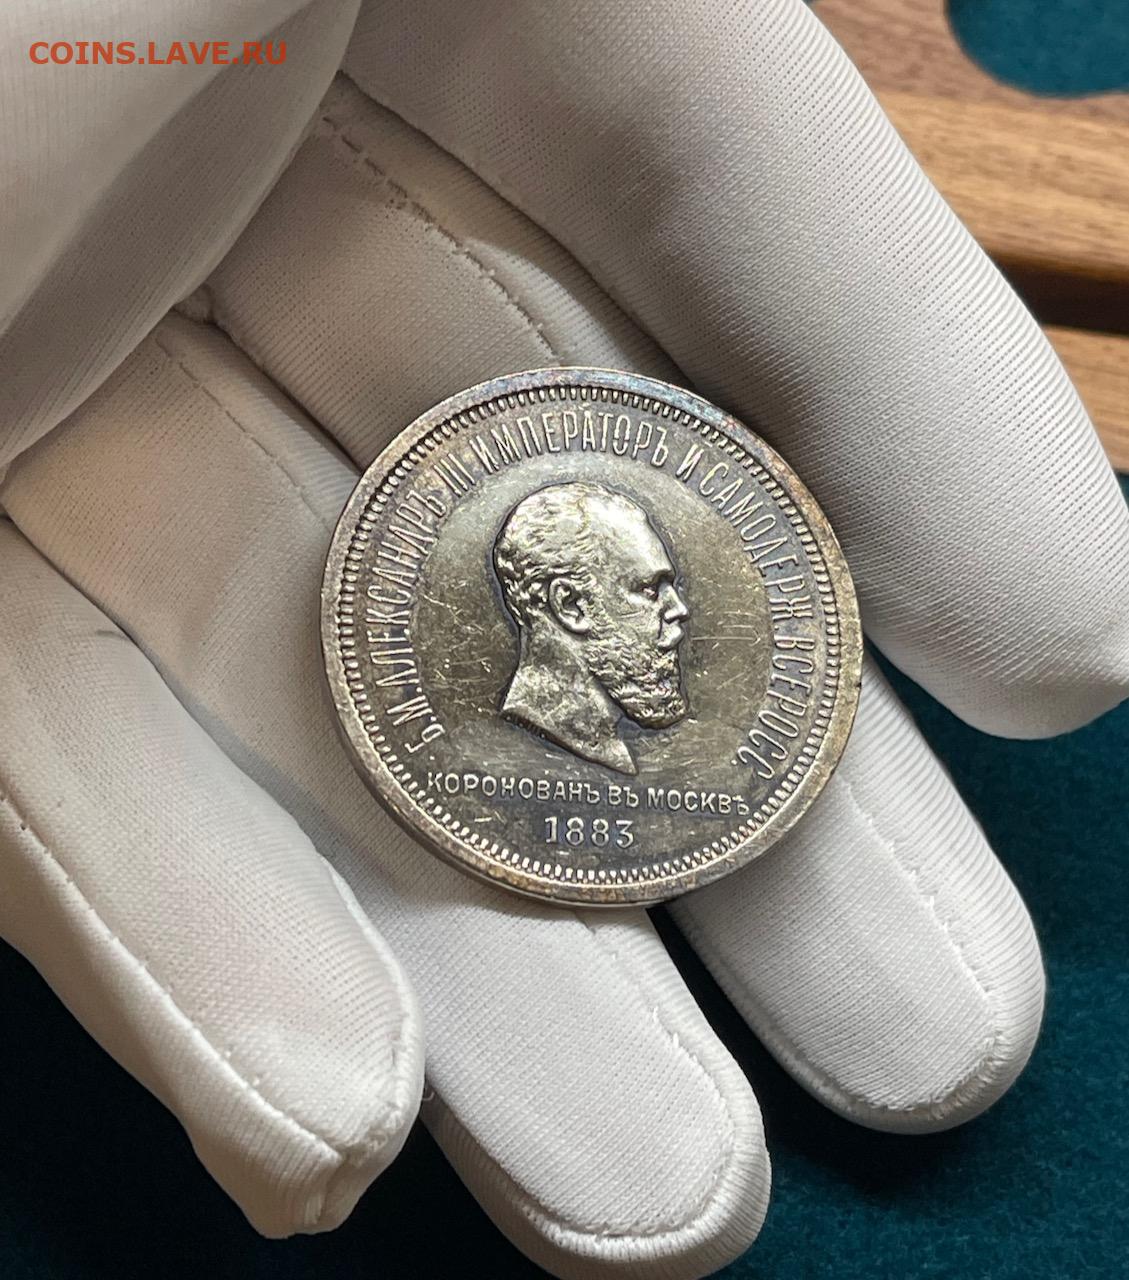 COINS.LAVE.RU
Б.М.АЛЕКСАНДРЪ III ИМПЕРАТОРЪ И САМОДЕРЖ.ВСЕРОСС.
КОРОНОВАНЪ ВЪ МОСКВѢ
1883